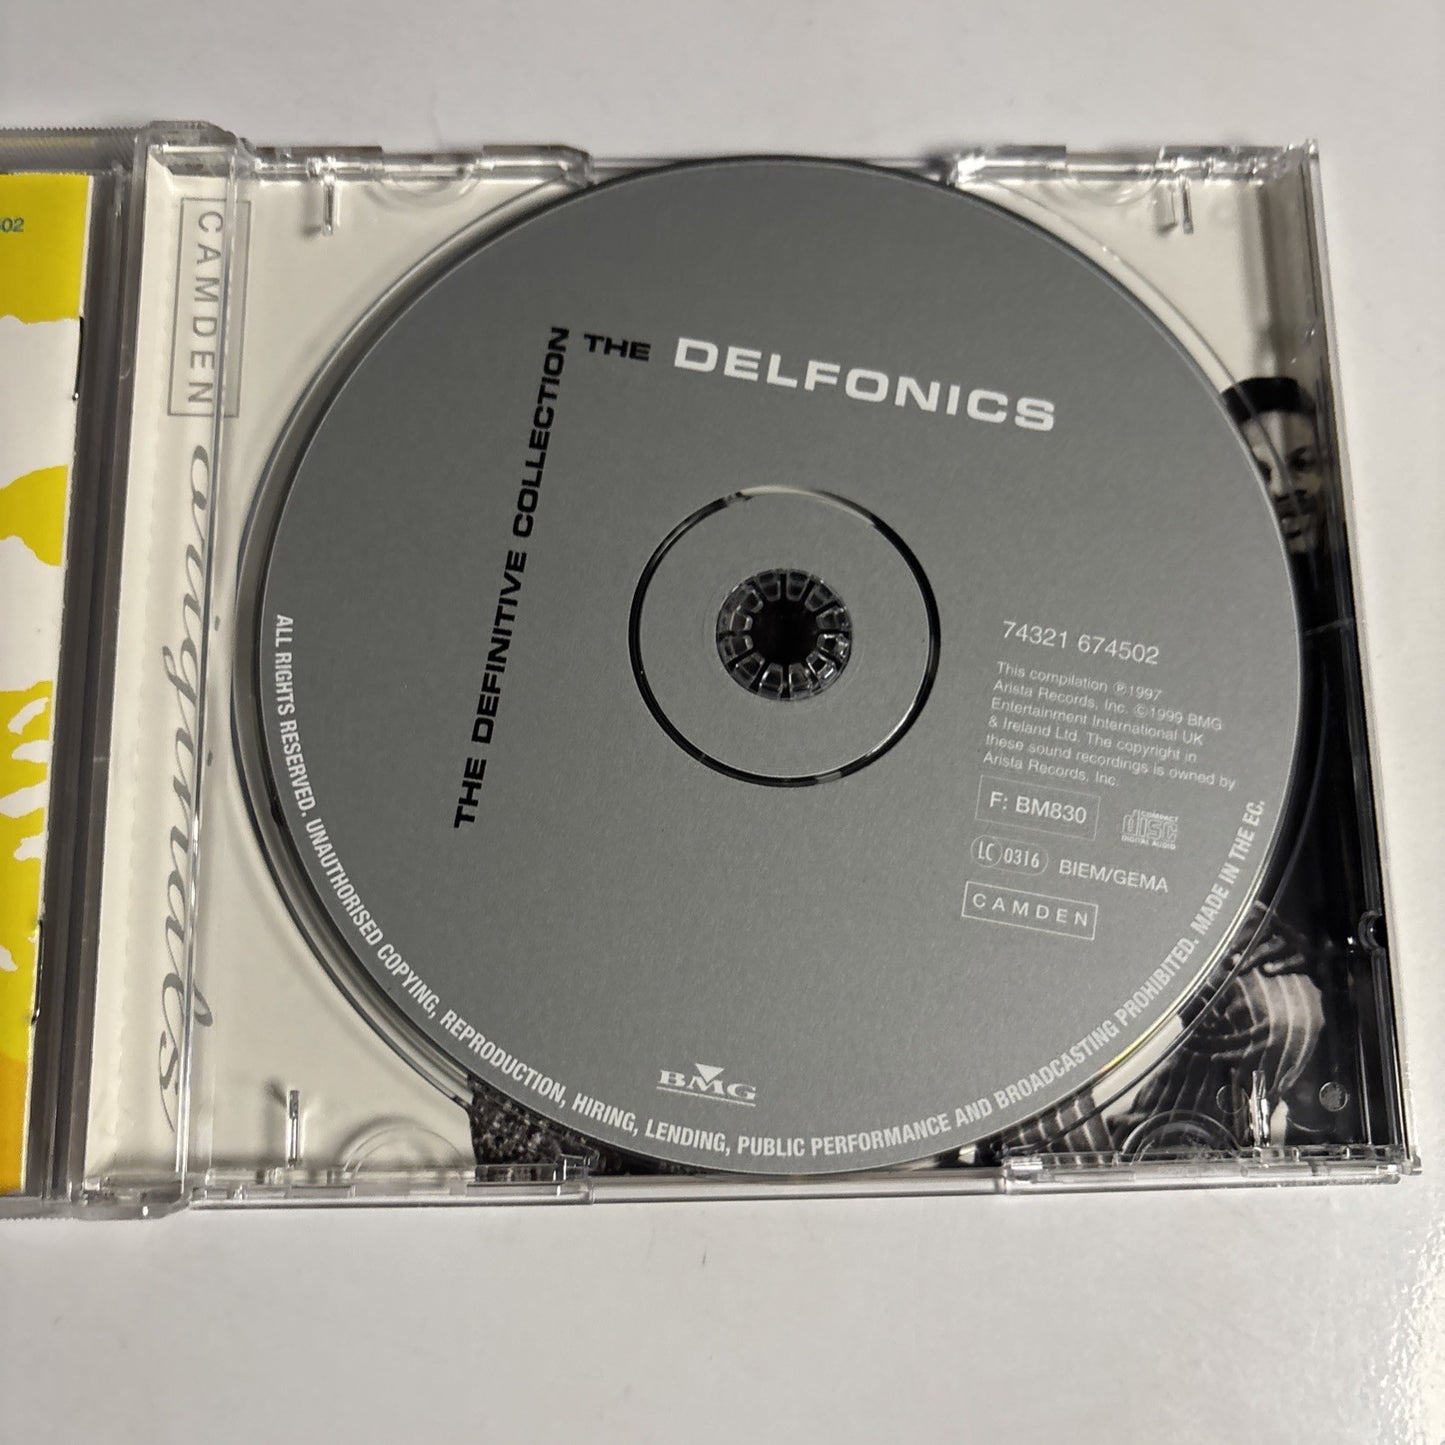 502
CAMDEN
originals
THE DELFONICS
THE DEFINITIVE COLLECTION
74321 674502
This compilation ℗1997
Arista Records, Inc. ©1999 BMG
Entertainment International UK
& Ireland Ltd. The copyright in
these sound recordings is owned by
Arista Records, Inc.
F: BM830
COMPACT
disc
DIGITAL AUDIO
LC 0316
BIEM/GEMA
CAMDEN
BMG
ALL RIGHTS RESERVED. UNAUTHORISED COPYING, REPRODUCTION, HIRING, LENDING, PUBLIC PERFORMANCE AND BROADCASTING PROHIBITED. MADE IN THE EC.